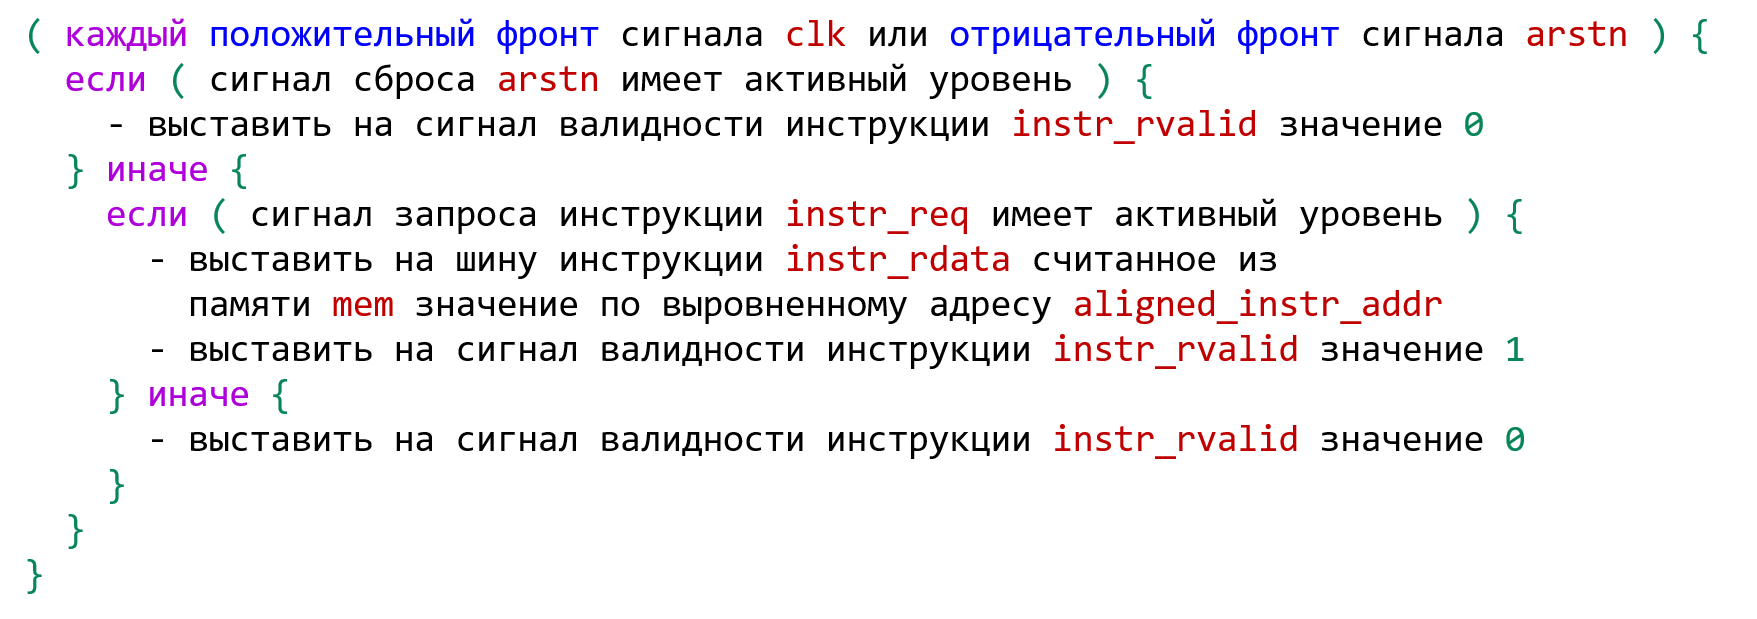 ( каждый положительный фронт сигнала clk или отрицательный фронт сигнала arstn ) {
если ( сигнал сброса arstn имеет активный уровень ) {
- выставить на сигнал валидности инструкции instr_rvalid значение 0
} иначе {
если ( сигнал запроса инструкции instr_req имеет активный уровень ) {
- выставить на шину инструкции instr_rdata считанное из
памяти mem значение по выровненному адресу aligned_instr_addr
- выставить на сигнал валидности инструкции instr_rvalid значение 1
} иначе {
- выставить на сигнал валидности инструкции instr_rvalid значение 0
}
}
}